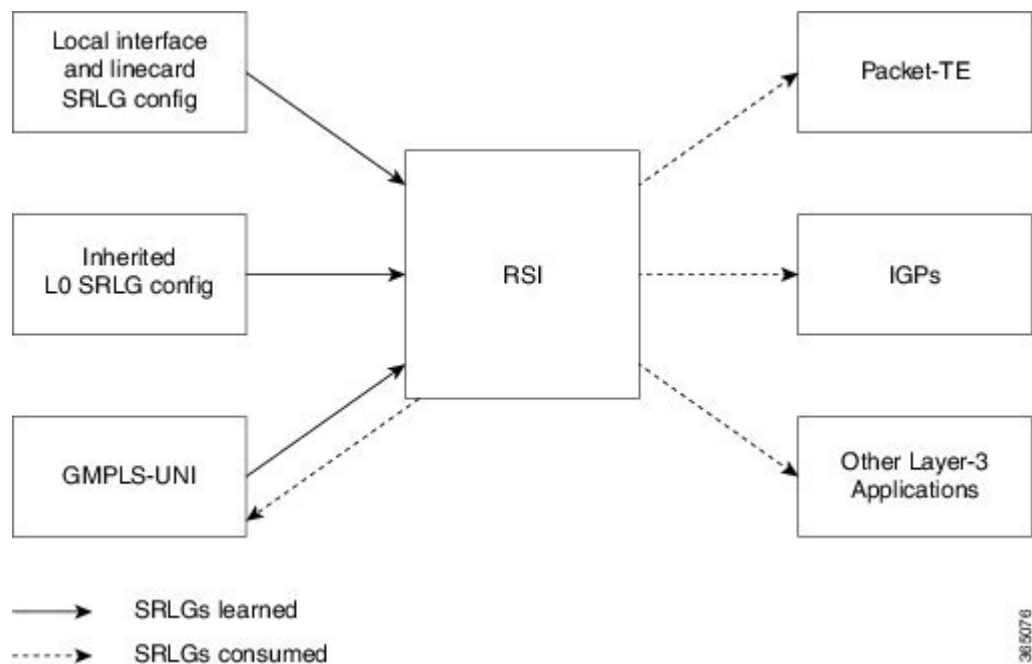 Local interface
and linecard
SRLG config
Packet-TE
Inherited
L0 SRLG config
RSI
IGPs
GMPLS-UNI
Other Layer-3
Applications
SRLGs learned
SRLGs consumed
365076